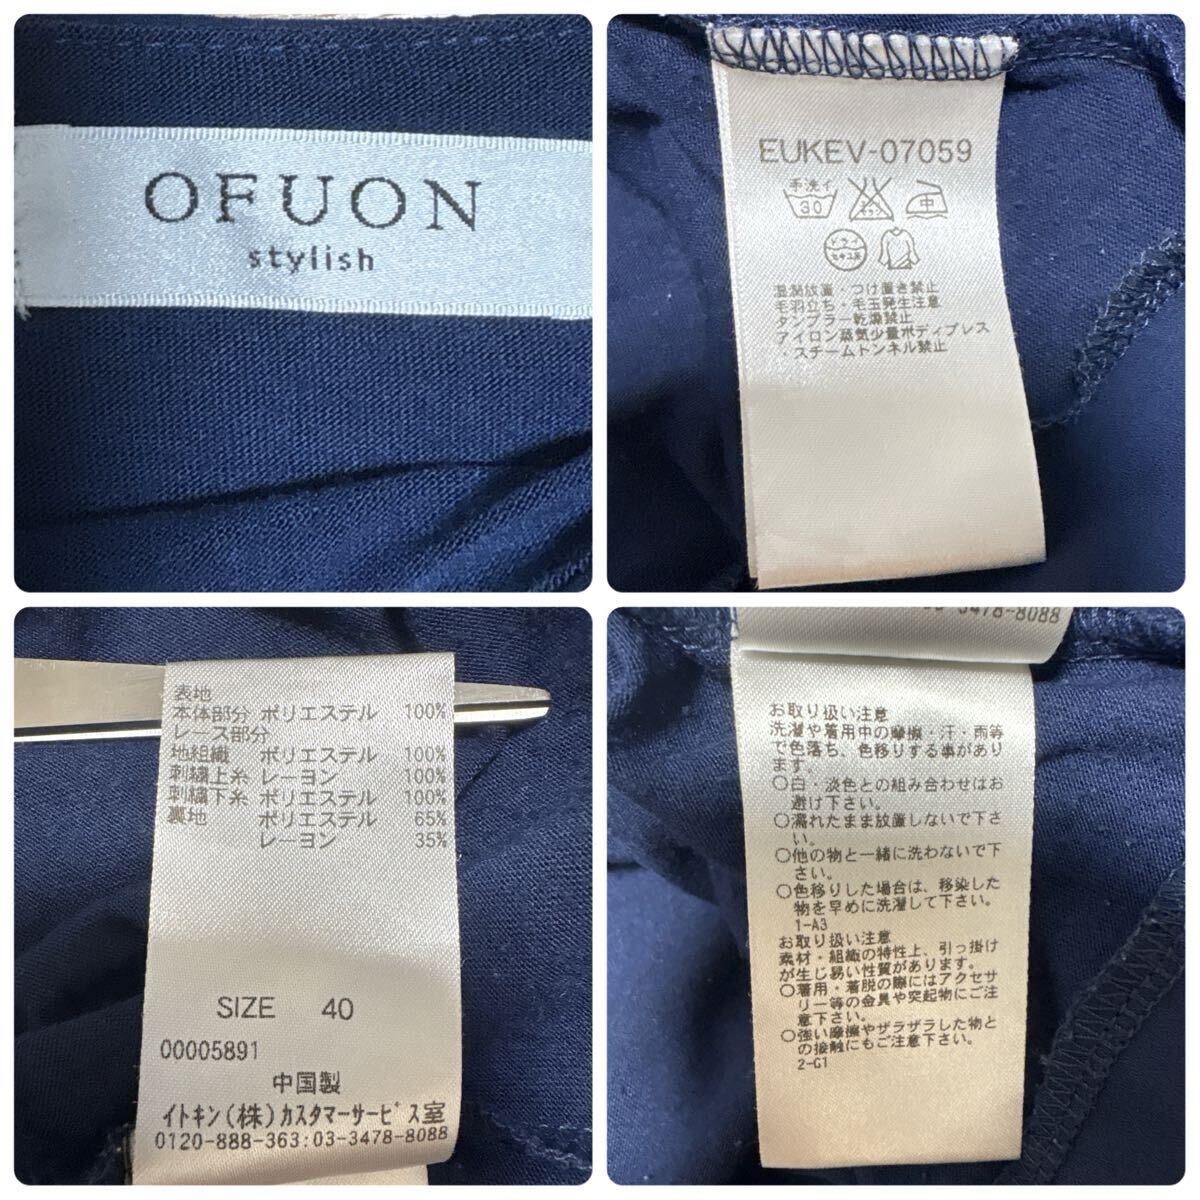 OFUON
stylish
EUKEV-07059
手洗イ
30
中
ドライ
湿潤放置・つけ置き禁止
毛羽立ち・毛玉発生注意
タンブラー乾燥禁止
アイロン蒸気少量ボディプレス
・スチームトンネル禁止
表地
本体部分 ポリエステル 100%
レース部分
地組織 ポリエステル 100%
刺繍上糸 レーヨン 100%
刺繍下糸 ポリエステル 100%
裏地 ポリエステル 65%
レーヨン 35%
SIZE 40
00005891
中国製
イトキン(株)カスタマーサービス室
0120-888-363:03-3478-8088
03-3478-8088
お取り扱い注意
洗濯や着用中の摩擦・汗・雨等
で色落ち、色移りする事があり
ます。
○白・淡色との組み合わせはお
避け下さい。
○濡れたまま放置しないで下さ
い。
○他の物と一緒に洗わないで下
さい。
○色移りした場合は、移染した
物を早めに洗濯して下さい。
1-A3
お取り扱い注意
素材・組織の特性上、引っ掛け
が生じ易い性質があります。
○着用・着脱の際にはアクセサ
リー等の金具や突起物にご注
意下さい。
○強い摩擦やザラザラした物と
の接触にもご注意下さい。
2-G1